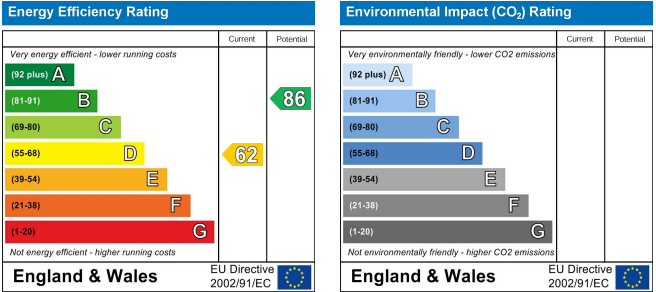 Energy Efficiency Rating
Current Potential
Very energy efficient - lower running costs
(92 plus) A
(81-91) B
86
(69-80) C
(55-68) D
62
(39-54) E
(21-38) F
(1-20) G
Not energy efficient - higher running costs
England & Wales
EU Directive
2002/91/EC
Environmental Impact (CO₂) Rating
Current Potential
Very environmentally friendly - lower CO2 emissions
(92 plus) A
(81-91) B
(69-80) C
(55-68) D
(39-54) E
(21-38) F
(1-20) G
Not environmentally friendly - higher CO2 emissions
England & Wales
EU Directive
2002/91/EC